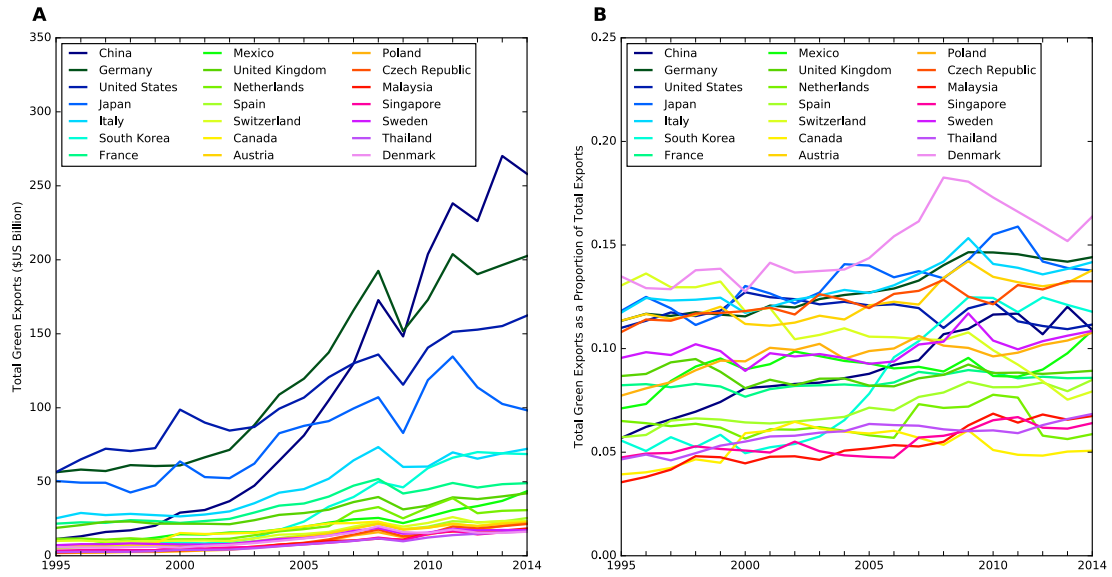 A
350
300
250
200
150
100
50
0
Total Green Exports ($US Billion)
China
Germany
United States
Japan
Italy
South Korea
France
Mexico
United Kingdom
Netherlands
Spain
Switzerland
Canada
Austria
Poland
Czech Republic
Malaysia
Singapore
Sweden
Thailand
Denmark
1995
2000
2005
2010
2014
B
0.25
0.20
0.15
0.10
0.05
0.00
Total Green Exports as a Proportion of Total Exports
China
Germany
United States
Japan
Italy
South Korea
France
Mexico
United Kingdom
Netherlands
Spain
Switzerland
Canada
Austria
Poland
Czech Republic
Malaysia
Singapore
Sweden
Thailand
Denmark
1995
2000
2005
2010
2014